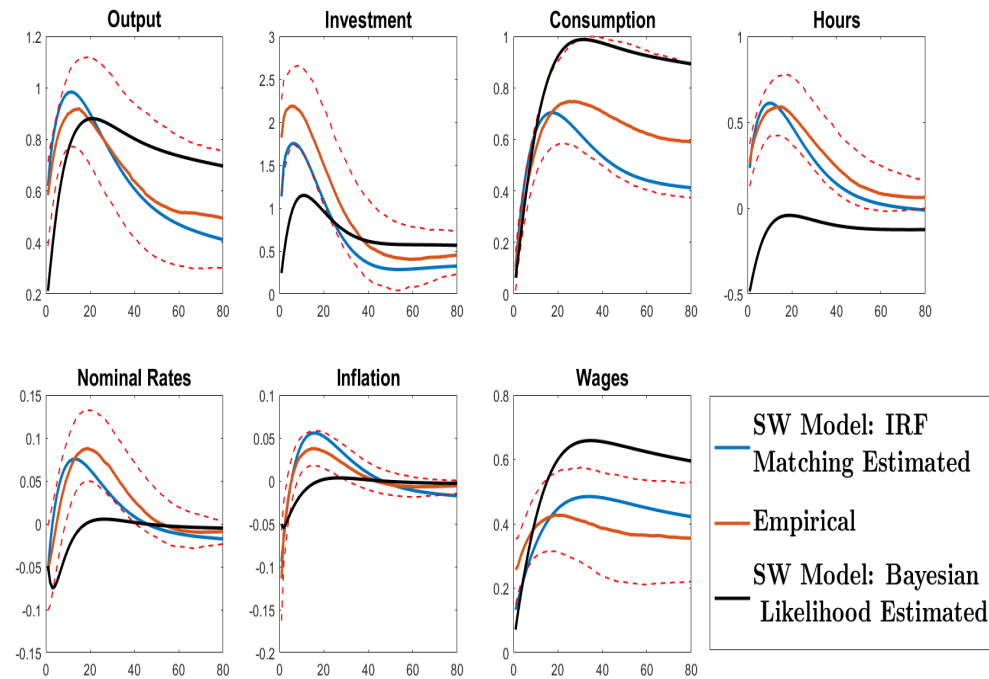 Output
Investment
Consumption
Hours
1.2
1
0.8
0.6
0.4
0.2
0 20 40 60 80
3
2.5
2
1.5
1
0.5
0
0 20 40 60 80
1
0.8
0.6
0.4
0.2
0
0 20 40 60 80
1
0.5
0
-0.5
0 20 40 60 80
Nominal Rates
Inflation
Wages
0.15
0.1
0.05
0
-0.05
-0.1
-0.15
0 20 40 60 80
0.1
0.05
0
-0.05
-0.1
-0.15
-0.2
0 20 40 60 80
0.8
0.6
0.4
0.2
0
0 20 40 60 80
SW Model: IRF
Matching Estimated
Empirical
SW Model: Bayesian
Likelihood Estimated